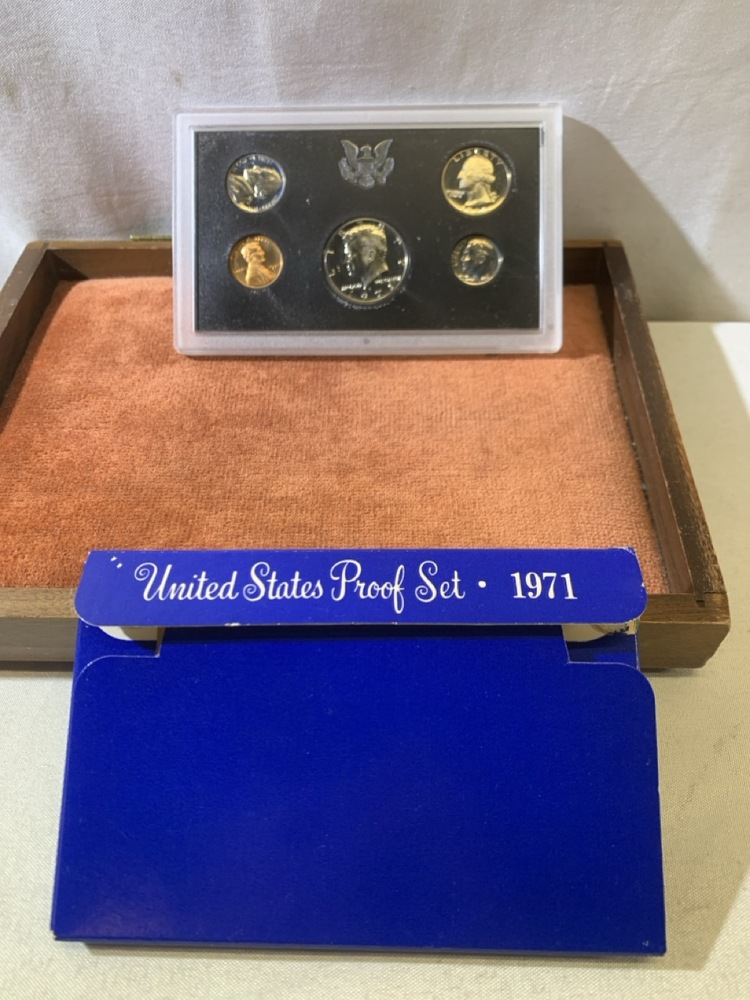 LIBERTY
United States Proof Set • 1971